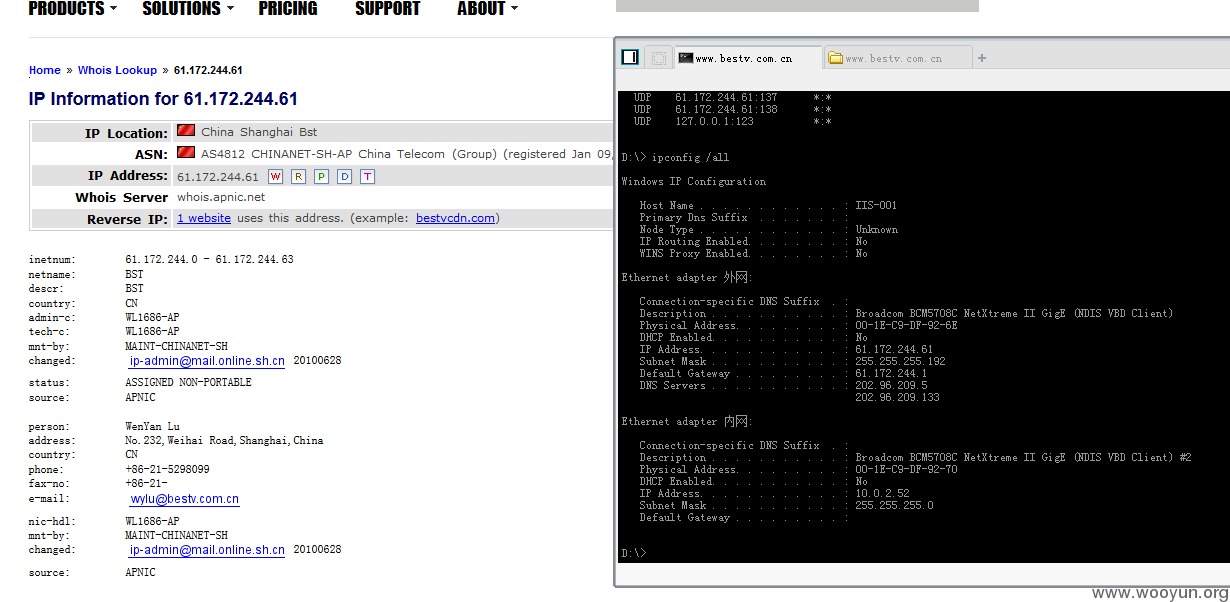 PRODUCTS SOLUTIONS PRICING SUPPORT ABOUT
Home » Whois Lookup » 61.172.244.61
IP Information for 61.172.244.61
IP Location: China Shanghai Bst
ASN: AS4812 CHINANET-SH-AP China Telecom (Group) (registered Jan 09,
IP Address: 61.172.244.61 W R P D T
Whois Server whois.apnic.net
Reverse IP: 1 website uses this address. (example: bestvcdn.com)
inetnum: 61.172.244.0 - 61.172.244.63
netname: BST
descr: BST
country: CN
admin-c: WL1686-AP
tech-c: WL1686-AP
mnt-by: MAINT-CHINANET-SH
changed: ip-admin@mail.online.sh.cn 20100628
status: ASSIGNED NON-PORTABLE
source: APNIC
person: WenYan Lu
address: No.232,Weihai Road,Shanghai,China
country: CN
phone: +86-21-5298099
fax-no: +86-21-
e-mail: wylu@bestv.com.cn
nic-hdl: WL1686-AP
mnt-by: MAINT-CHINANET-SH
changed: ip-admin@mail.online.sh.cn 20100628
source: APNIC
www.bestv.com.cn www.bestv.com.cn +
UDP 61.172.244.61:137 *:*
UDP 61.172.244.61:138 *:*
UDP 127.0.0.1:123 *:*
D:\> ipconfig /all
Windows IP Configuration
Host Name . . . . . . . . . . . . : IIS-001
Primary Dns Suffix . . . . . . . :
Node Type . . . . . . . . . . . . : Unknown
IP Routing Enabled. . . . . . . . : No
WINS Proxy Enabled. . . . . . . . : No
Ethernet adapter 外网:
Connection-specific DNS Suffix . :
Description . . . . . . . . . . . : Broadcom BCM5708C NetXtreme II GigE (NDIS VBD Client)
Physical Address. . . . . . . . . : 00-1E-C9-DF-92-6E
DHCP Enabled. . . . . . . . . . . : No
IP Address. . . . . . . . . . . . : 61.172.244.61
Subnet Mask . . . . . . . . . . . : 255.255.255.192
Default Gateway . . . . . . . . . : 61.172.244.1
DNS Servers . . . . . . . . . . . : 202.96.209.5
202.96.209.133
Ethernet adapter 内网:
Connection-specific DNS Suffix . :
Description . . . . . . . . . . . : Broadcom BCM5708C NetXtreme II GigE (NDIS VBD Client) #2
Physical Address. . . . . . . . . : 00-1E-C9-DF-92-70
DHCP Enabled. . . . . . . . . . . : No
IP Address. . . . . . . . . . . . : 10.0.2.52
Subnet Mask . . . . . . . . . . . : 255.255.255.0
Default Gateway . . . . . . . . . :
D:\>
www.wooyun.org